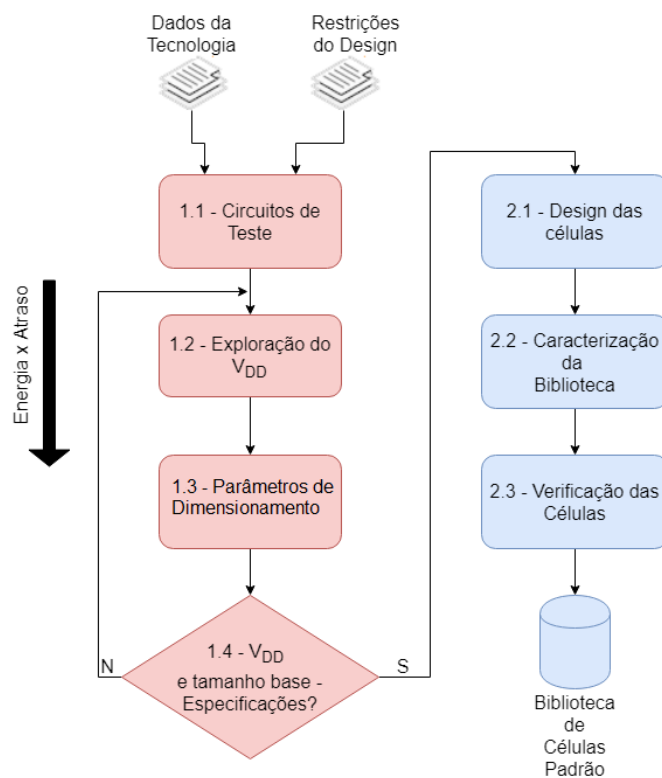 Dados da
Tecnologia
Restrições
do Design
1.1 - Circuitos de
Teste
Energia x Atraso
1.2 - Exploração do
VDD
1.3 - Parâmetros de
Dimensionamento
1.4 - VDD
e tamanho base -
Especificações?
N
S
2.1 - Design das
células
2.2 - Caracterização
da
Biblioteca
2.3 - Verificação das
Células
Biblioteca
de
Células
Padrão